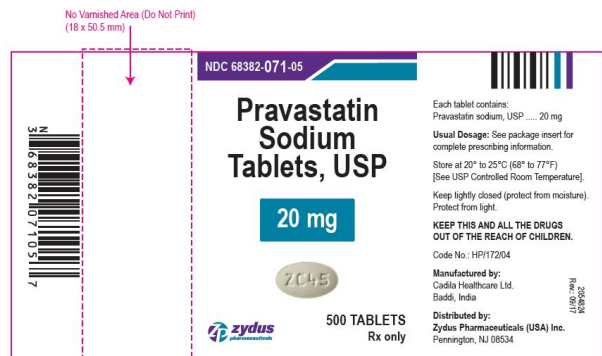 No Varnished Area (Do Not Print)
(18 x 50.5 mm)
N
3 68382 07105 7
NDC 68382-071-05
Pravastatin
Sodium
Tablets, USP
20 mg
ZC45
zydus
pharmaceuticals
500 TABLETS
Rx only
Each tablet contains:
Pravastatin sodium, USP ..... 20 mg
Usual Dosage: See package insert for
complete prescribing information.
Store at 20° to 25°C (68° to 77°F)
[See USP Controlled Room Temperature].
Keep tightly closed (protect from moisture).
Protect from light.
KEEP THIS AND ALL THE DRUGS
OUT OF THE REACH OF CHILDREN.
Code No.: HP/172/04
Manufactured by:
Cadila Healthcare Ltd.
Baddi, India
Distributed by:
Zydus Pharmaceuticals (USA) Inc.
Pennington, NJ 08534
2054824
Rev.: 09/17